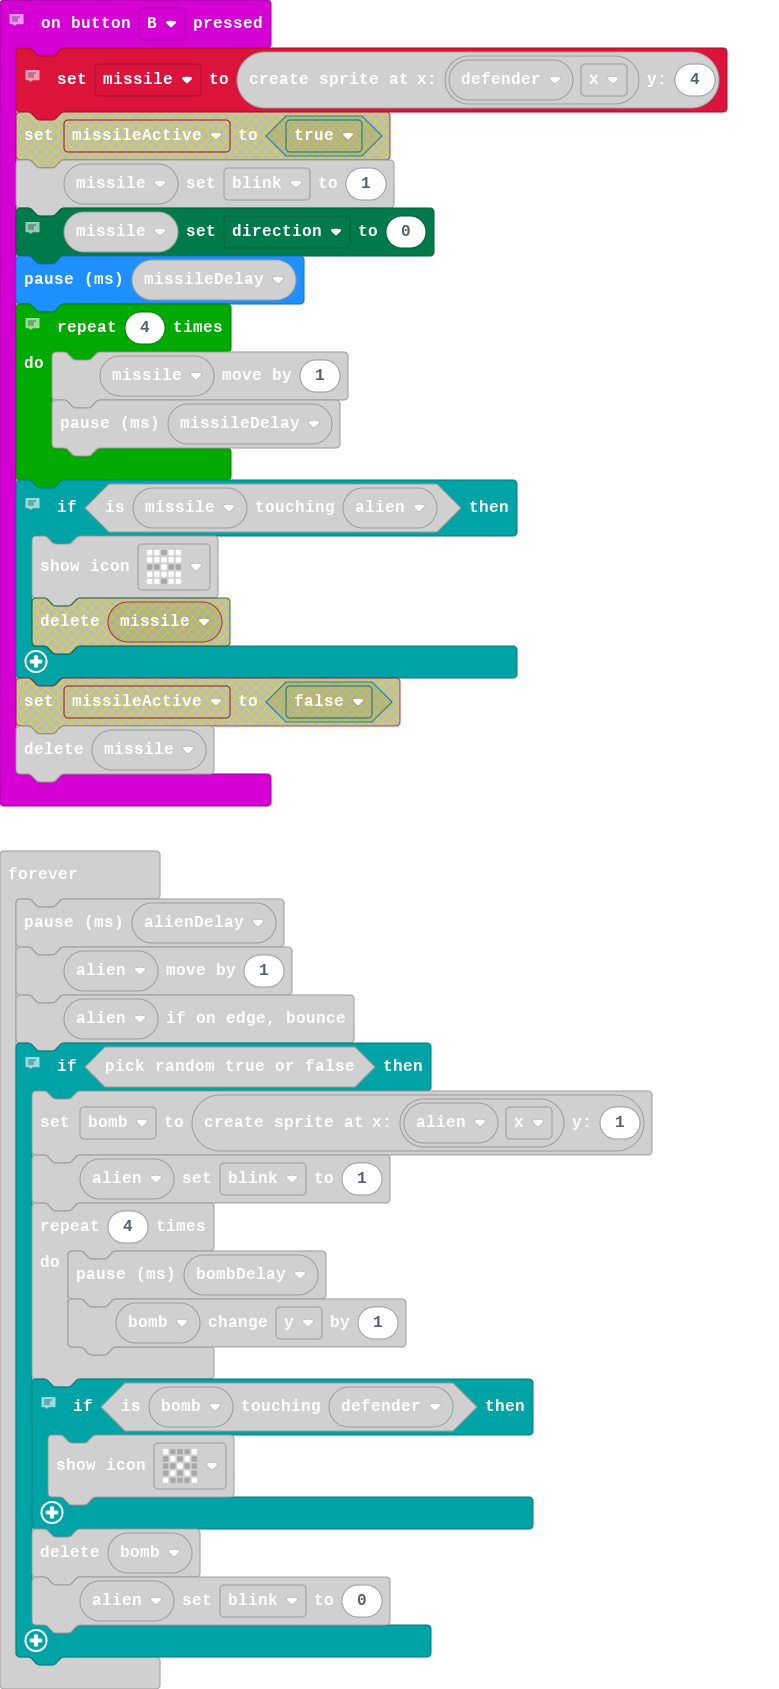 on button B pressed
set missile to create sprite at x: defender x y: 4
set missileActive to true
missile set blink to 1
missile set direction to 0
pause (ms) missileDelay
repeat 4 times
do
missile move by 1
pause (ms) missileDelay
if is missile touching alien then
show icon
delete missile
set missileActive to false
delete missile
forever
pause (ms) alienDelay
alien move by 1
alien if on edge, bounce
if pick random true or false then
set bomb to create sprite at x: alien x y: 1
alien set blink to 1
repeat 4 times
do
pause (ms) bombDelay
bomb change y by 1
if is bomb touching defender then
show icon
delete bomb
alien set blink to 0